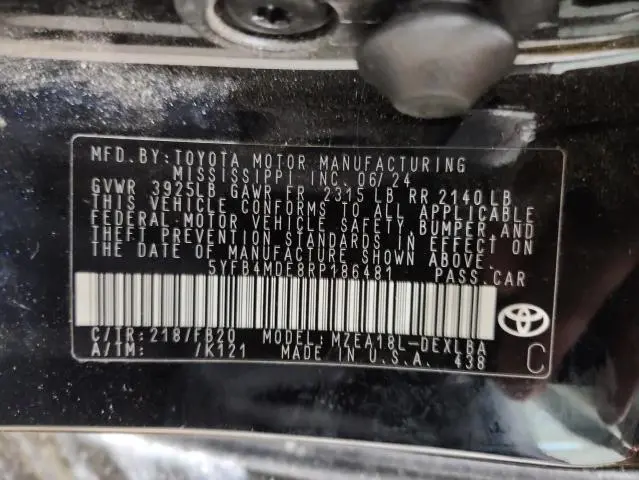 MFD.BY:TOYOTA MOTOR MANUFACTURING
MISSISSIPPI INC. 06/24
GVWR 3925LB GAWR FR 2315 LB RR 2140 LB
THIS VEHICLE CONFORMS TO ALL APPLICABLE
FEDERAL MOTOR VEHICLE SAFETY, BUMPER AND
THEFT PREVENTION STANDARDS IN EFFECT ON
THE DATE OF MANUFACTURE SHOWN ABOVE
5YFB4MDE8RP186481 PASS.CAR
C/TR:2187/FB20 MODEL:MZEA18L-DEXLBA
A/TM: /K121 MADE IN U.S.A. 438
C